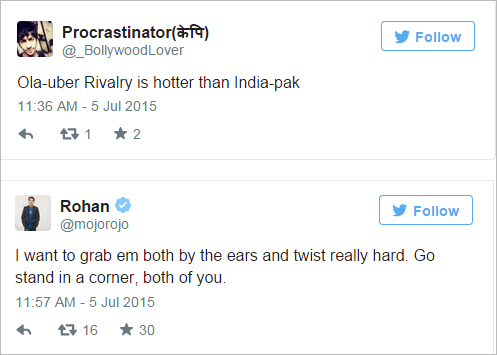 Procrastinator(केपि)
@_BollywoodLover
Follow
Ola-uber Rivalry is hotter than India-pak
11:36 AM - 5 Jul 2015
1
2
Rohan
@mojorojo
Follow
I want to grab em both by the ears and twist really hard. Go
stand in a corner, both of you.
11:57 AM - 5 Jul 2015
16
30